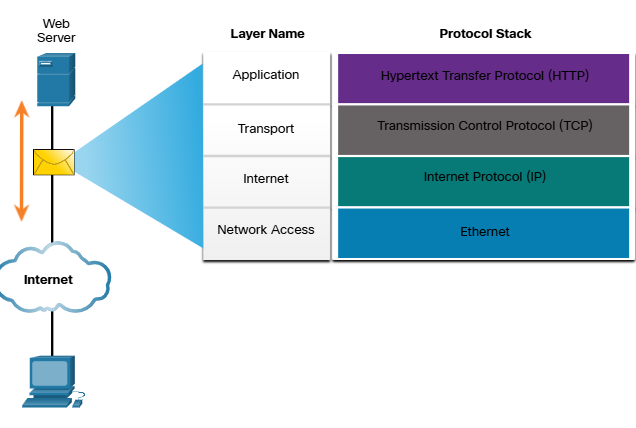 Web
Server
Layer Name
Protocol Stack
Application
Hypertext Transfer Protocol (HTTP)
Transport
Transmission Control Protocol (TCP)
Internet
Internet Protocol (IP)
Network Access
Ethernet
Internet